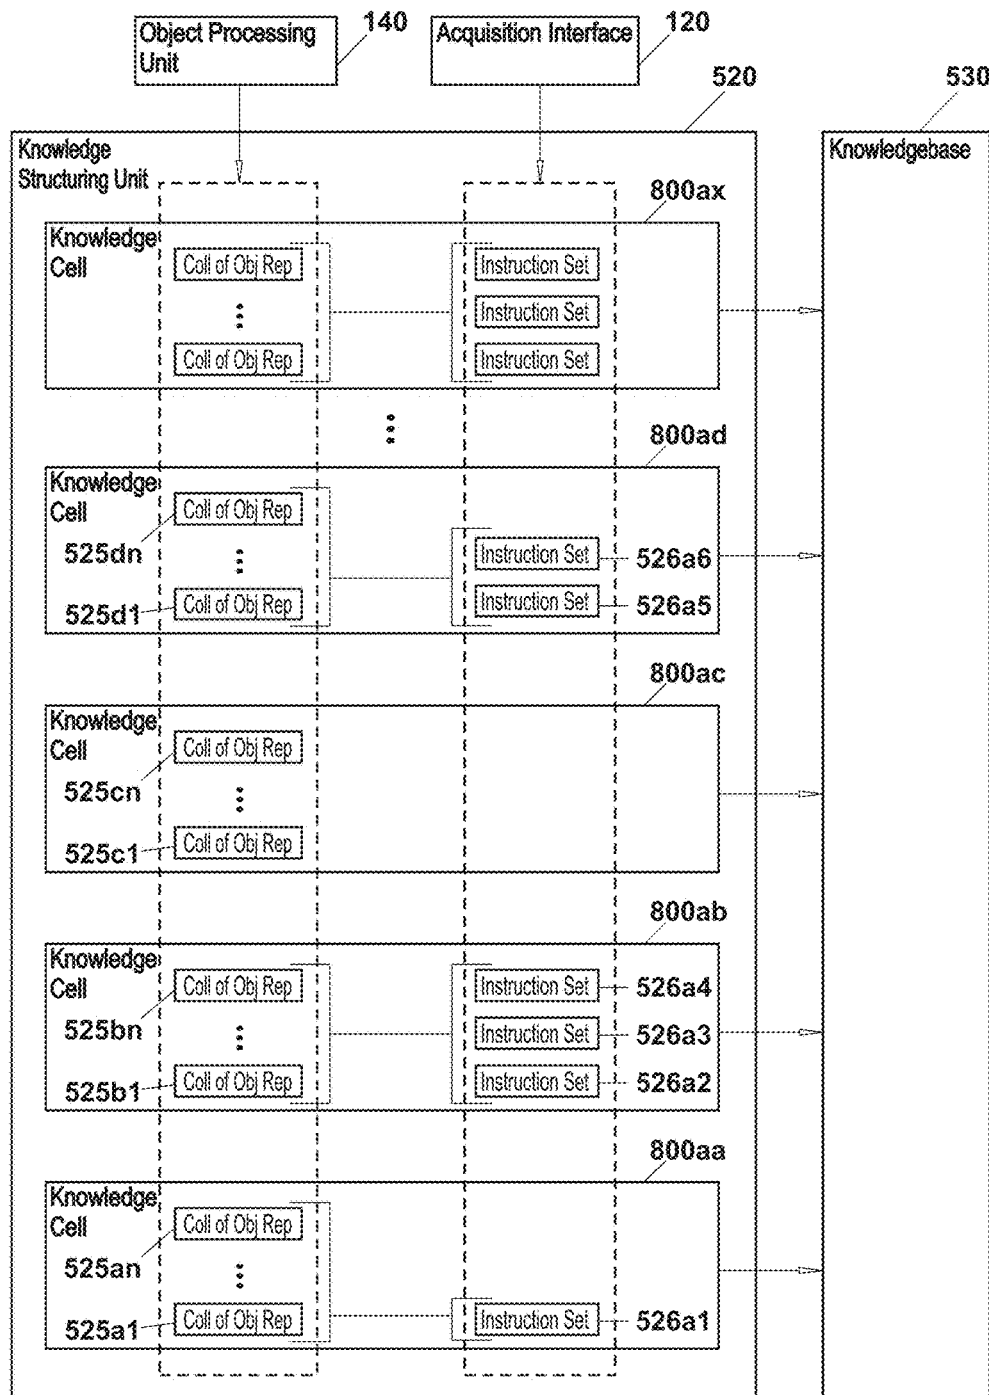 Object Processing
Unit
140
Acquisition Interface
120
520
530
Knowledge
Structuring Unit
Knowledgebase
800ax
Knowledge
Cell
Coll of Obj Rep
Instruction Set
Instruction Set
Coll of Obj Rep
Instruction Set
800ad
Knowledge
Cell
Coll of Obj Rep
525dn
Instruction Set
526a6
525d1
Coll of Obj Rep
Instruction Set
526a5
800ac
Knowledge
Cell
Coll of Obj Rep
525cn
525c1
Coll of Obj Rep
800ab
Knowledge
Cell
Coll of Obj Rep
Instruction Set
526a4
525bn
Instruction Set
526a3
525b1
Coll of Obj Rep
Instruction Set
526a2
800aa
Knowledge
Cell
Coll of Obj Rep
525an
525a1
Coll of Obj Rep
Instruction Set
526a1